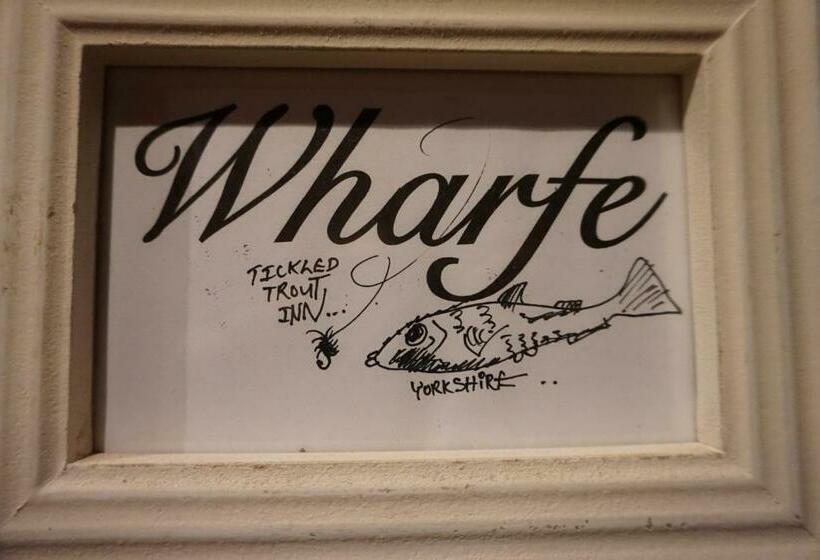 Wharfe
TICKLED
TROUT
INN...
YORKSHIRE ..